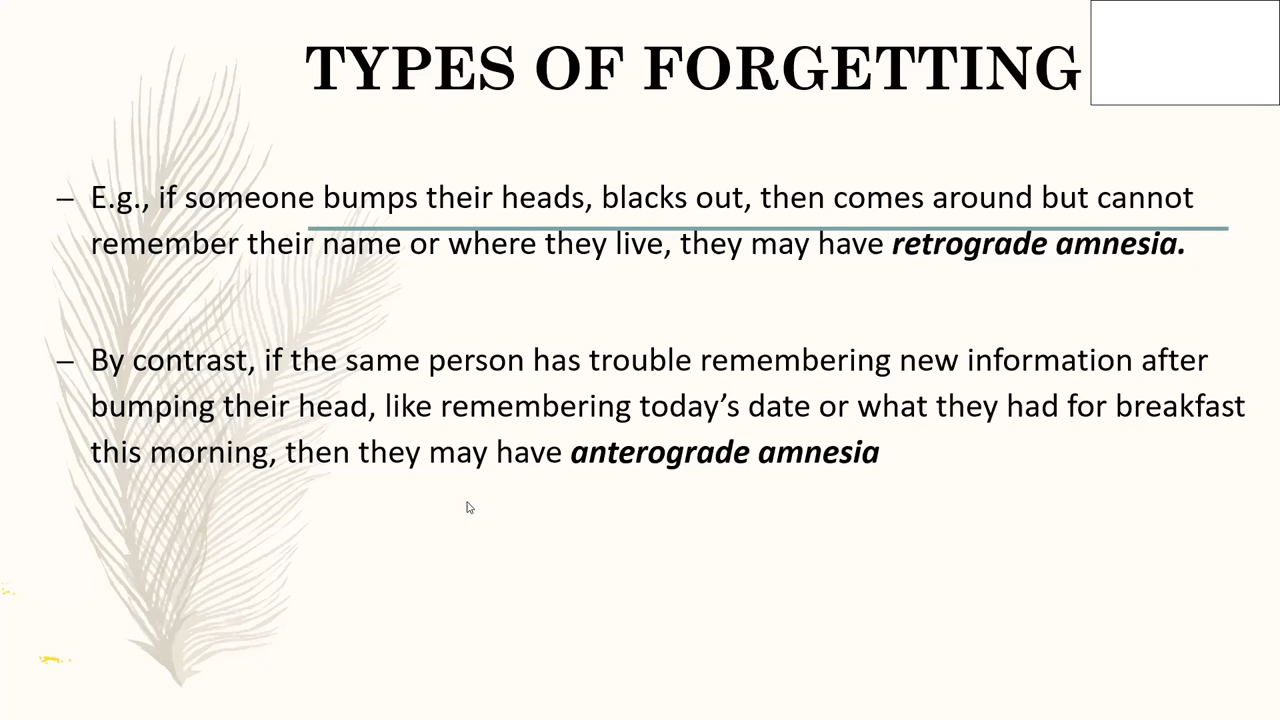 TYPES OF FORGETTING
– E.g., if someone bumps their heads, blacks out, then comes around but cannot
remember their name or where they live, they may have retrograde amnesia.
– By contrast, if the same person has trouble remembering new information after
bumping their head, like remembering today’s date or what they had for breakfast
this morning, then they may have anterograde amnesia